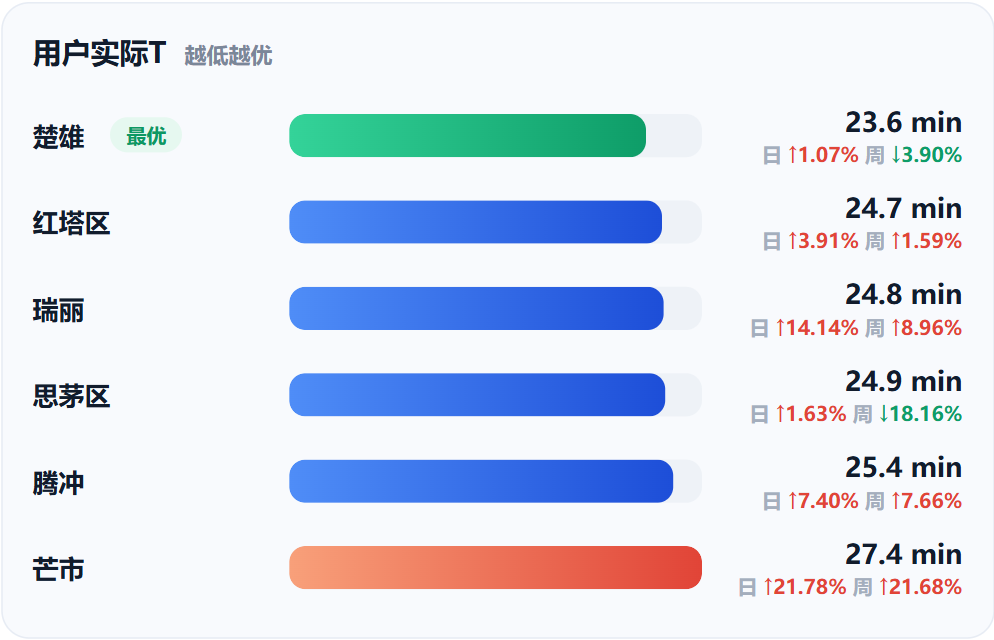 用户实际T 越低越优
楚雄 最优 23.6 min
日 ↑1.07% 周 ↓3.90%
红塔区 24.7 min
日 ↑3.91% 周 ↑1.59%
瑞丽 24.8 min
日 ↑14.14% 周 ↑8.96%
思茅区 24.9 min
日 ↑1.63% 周 ↓18.16%
腾冲 25.4 min
日 ↑7.40% 周 ↑7.66%
芒市 27.4 min
日 ↑21.78% 周 ↑21.68%